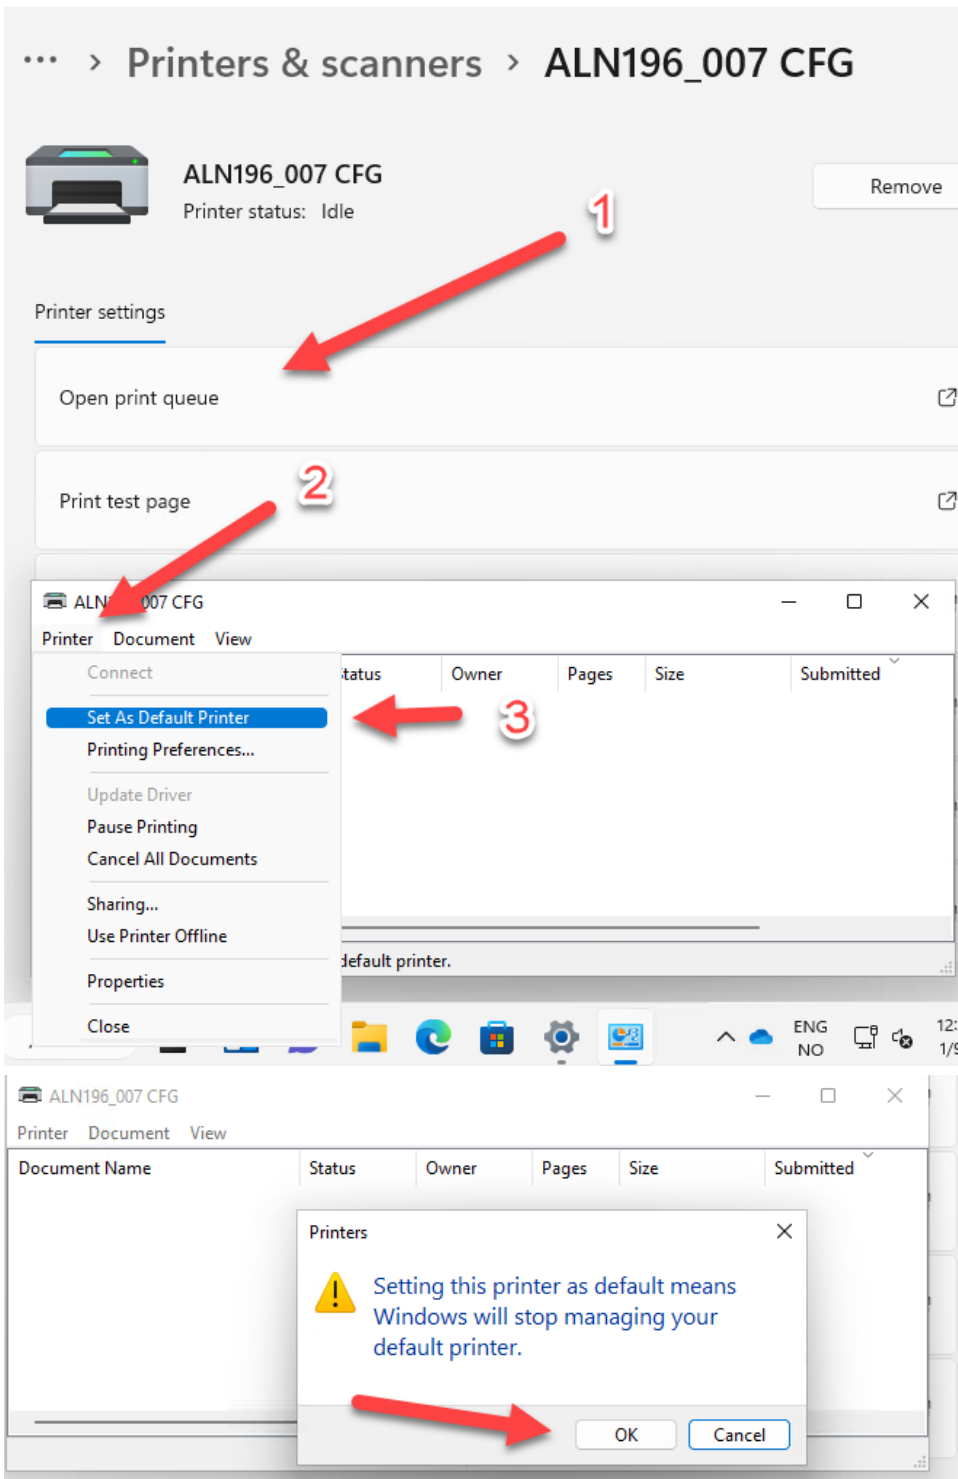 ... > Printers & scanners > ALN196_007 CFG
ALN196_007 CFG
Printer status: Idle
Remove
1
Printer settings
Open print queue
2
Print test page
ALN 007 CFG
Printer Document View
Connect
Status Owner Pages Size Submitted
Set As Default Printer
3
Printing Preferences...
Update Driver
Pause Printing
Cancel All Documents
Sharing...
Use Printer Offline
Properties
default printer.
Close
ENG
NO
12:
1/9
ALN196_007 CFG
Printer Document View
Document Name Status Owner Pages Size Submitted
Printers
Setting this printer as default means
Windows will stop managing your
default printer.
OK Cancel